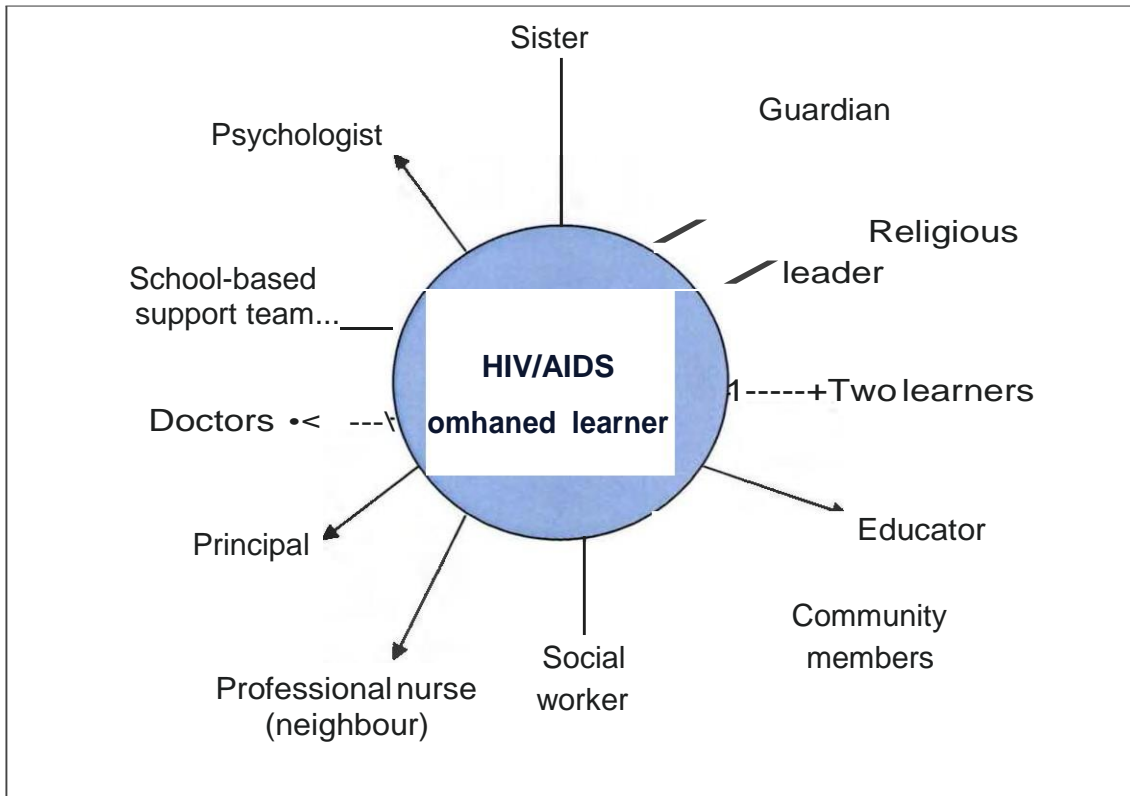 Sister
Guardian
Psychologist
Religious
leader
School-based
support team...
HIV/AIDS
omhaned learner
Two learners
Doctors
Principal
Educator
Community
members
Social
worker
Professional nurse
(neighbour)